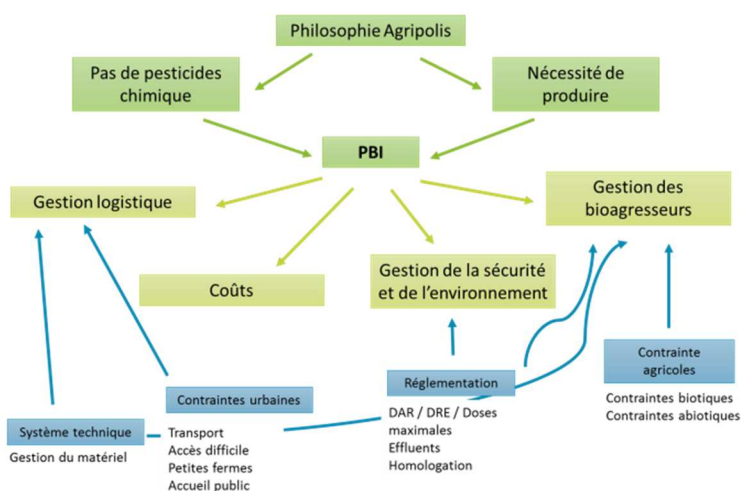 Philosophie Agripolis
Pas de pesticides
chimique
Nécessité de
produire
PBI
Gestion logistique
Gestion des
bioagresseurs
Coûts
Gestion de la sécurité
et de l'environnement
Contrainte
agricoles
Contraintes biotiques
Contraintes abiotiques
Réglementation
DAR / DRE / Doses
maximales
Effluents
Homologation
Contraintes urbaines
Transport
Accès difficile
Petites fermes
Accueil public
Système technique
Gestion du matériel